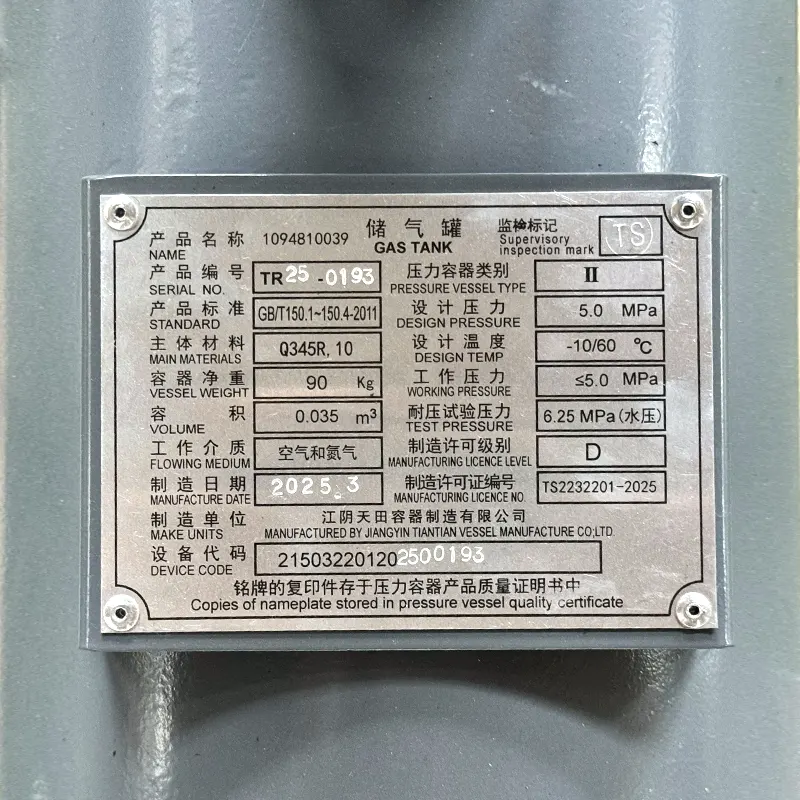 储气罐 监检标记
产品名称 1094810039 GAS TANK Supervisory TS
NAME inspection mark
产品编号 TR25-0193 压力容器类别 Ⅱ
SERIAL NO. PRESSURE VESSEL TYPE
产品标准 GB/T150.1~150.4-2011 设计压力 5.0 MPa
STANDARD DESIGN PRESSURE
主体材料 Q345R, 10 设计温度 -10/60 ℃
MAIN MATERIALS DESIGN TEMP
容器净重 90 Kg 工作压力 ≤5.0 MPa
VESSEL WEIGHT WORKING PRESSURE
容积 0.035 m³ 耐压试验压力 6.25 MPa(水压)
VOLUME TEST PRESSURE
工作介质 空气和氮气 制造许可级别 D
FLOWING MEDIUM MANUFACTURING LICENCE LEVEL
制造日期 2025.3 制造许可证编号 TS2232201-2025
MANUFACTURE DATE MANUFACTURING LICENCE NO.
制造单位 江阴天田容器制造有限公司
MAKE UNITS MANUFACTURED BY JIANGYIN TIANTIAN VESSEL MANUFACTURE CO;LTD.
设备代码 215032201202500193
DEVICE CODE
铭牌的复印件存于压力容器产品质量证明书中
Copies of nameplate stored in pressure vessel quality certificate